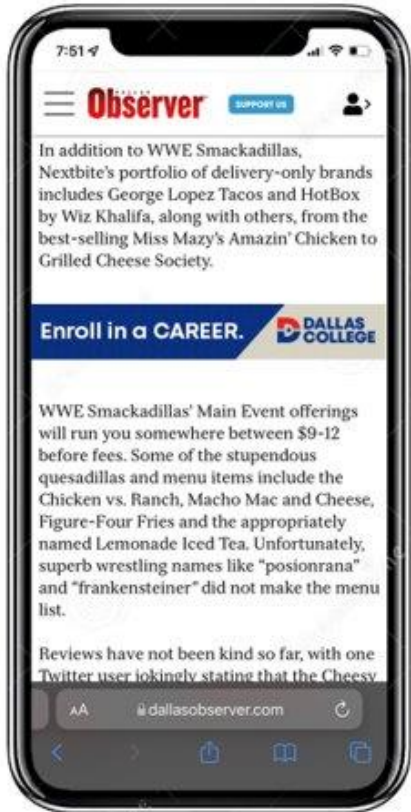 7:51
Observer
SUPPORT US
In addition to WWE Smackadillas,
Nextbite's portfolio of delivery-only brands
includes George Lopez Tacos and HotBox
by Wiz Khalifa, along with others, from the
best-selling Miss Mazy's Amazin' Chicken to
Grilled Cheese Society.
Enroll in a CAREER.
DALLAS
COLLEGE
WWE Smackadillas' Main Event offerings
will run you somewhere between $9-12
before fees. Some of the stupendous
quesadillas and menu items include the
Chicken vs. Ranch, Macho Mac and Cheese,
Figure-Four Fries and the appropriately
named Lemonade Iced Tea. Unfortunately,
superb wrestling names like “posionrana”
and “frankensteiner” did not make the menu
list.
Reviews have not been kind so far, with one
Twitter user jokingly stating that the Cheesy
AA
dallasobserver.com